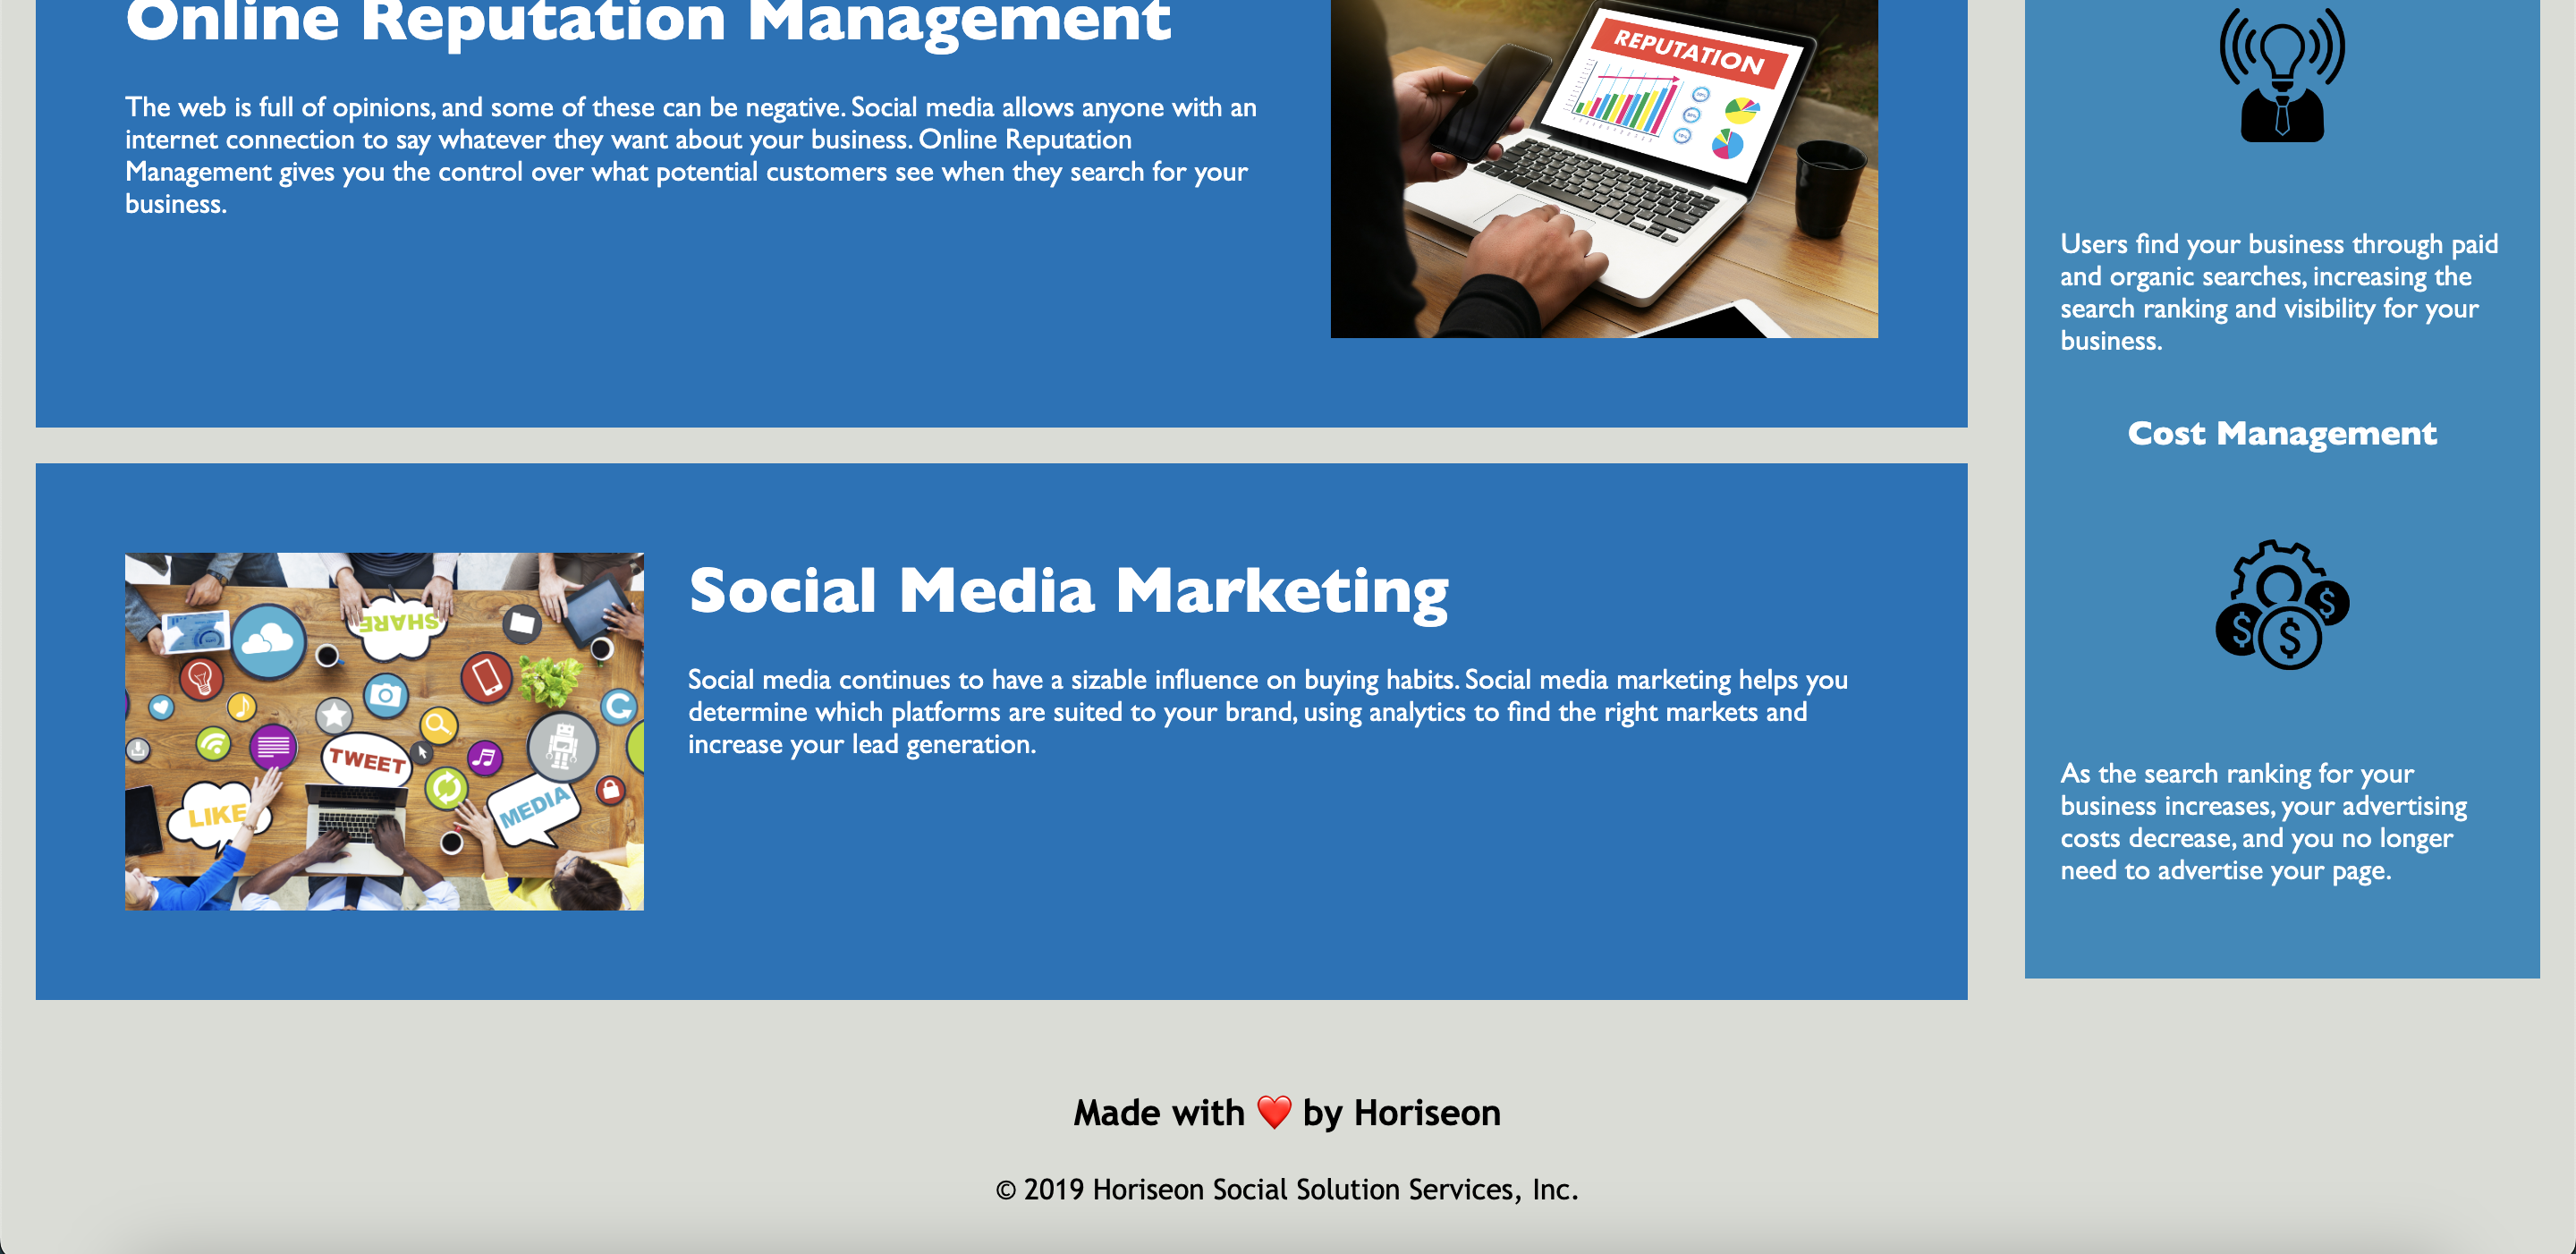 Online Reputation Management
The web is full of opinions, and some of these can be negative. Social media allows anyone with an
internet connection to say whatever they want about your business. Online Reputation
Management gives you the control over what potential customers see when they search for your
business.
REPUTATION
Social Media Marketing
Social media continues to have a sizable influence on buying habits. Social media marketing helps you
determine which platforms are suited to your brand, using analytics to find the right markets and
increase your lead generation.
SHARE
TWEET
LIKE
MEDIA
Users find your business through paid
and organic searches, increasing the
search ranking and visibility for your
business.
Cost Management
$ $ $
As the search ranking for your
business increases, your advertising
costs decrease, and you no longer
need to advertise your page.
Made with ❤️ by Horiseon
© 2019 Horiseon Social Solution Services, Inc.